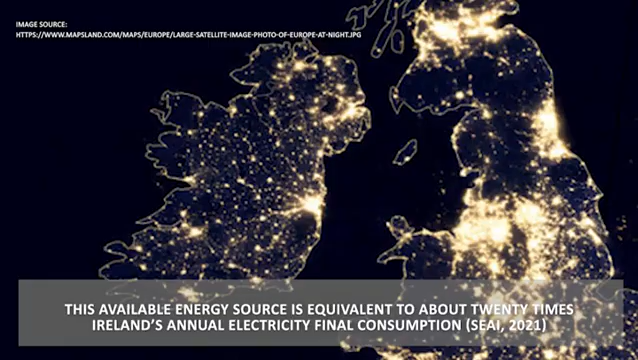 IMAGE SOURCE:
HTTPS://WWW.MAPSLAND.COM/MAPS/EUROPE/LARGE-SATELLITE-IMAGE-PHOTO-OF-EUROPE-AT-NIGHT.JPG
THIS AVAILABLE ENERGY SOURCE IS EQUIVALENT TO ABOUT TWENTY TIMES
IRELAND'S ANNUAL ELECTRICITY FINAL CONSUMPTION (SEAI, 2021)